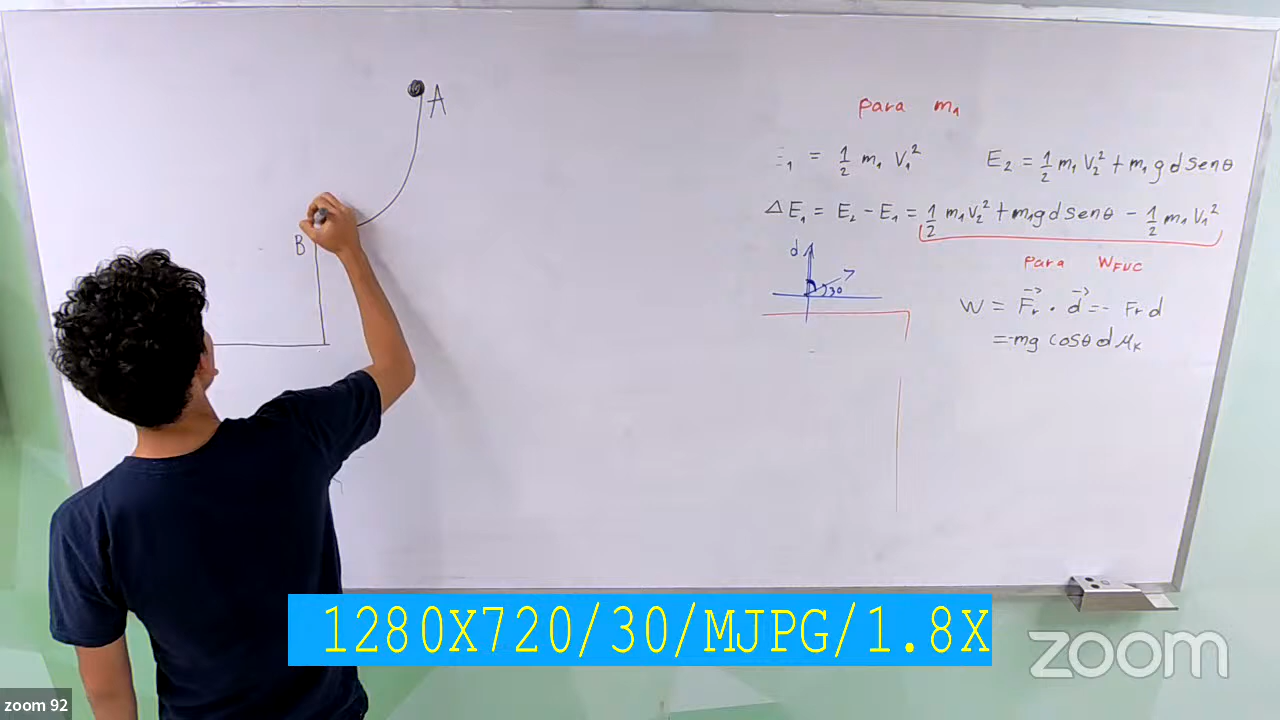 A
B
para m₁
₁ = 1/2 m₁ V₁²
E₂ = 1/2 m₁ V₂² + m₁ g d senθ
ΔE₁ = E₂ - E₁ = 1/2 m₁ V₂² + m₁ g d senθ - 1/2 m₁ V₁²
para WFNC
d
30
W = F⃗r · d⃗ = - Fr d
= -mg cosθ d μk
1280X720/30/MJPG/1.8X
zoom
zoom 92